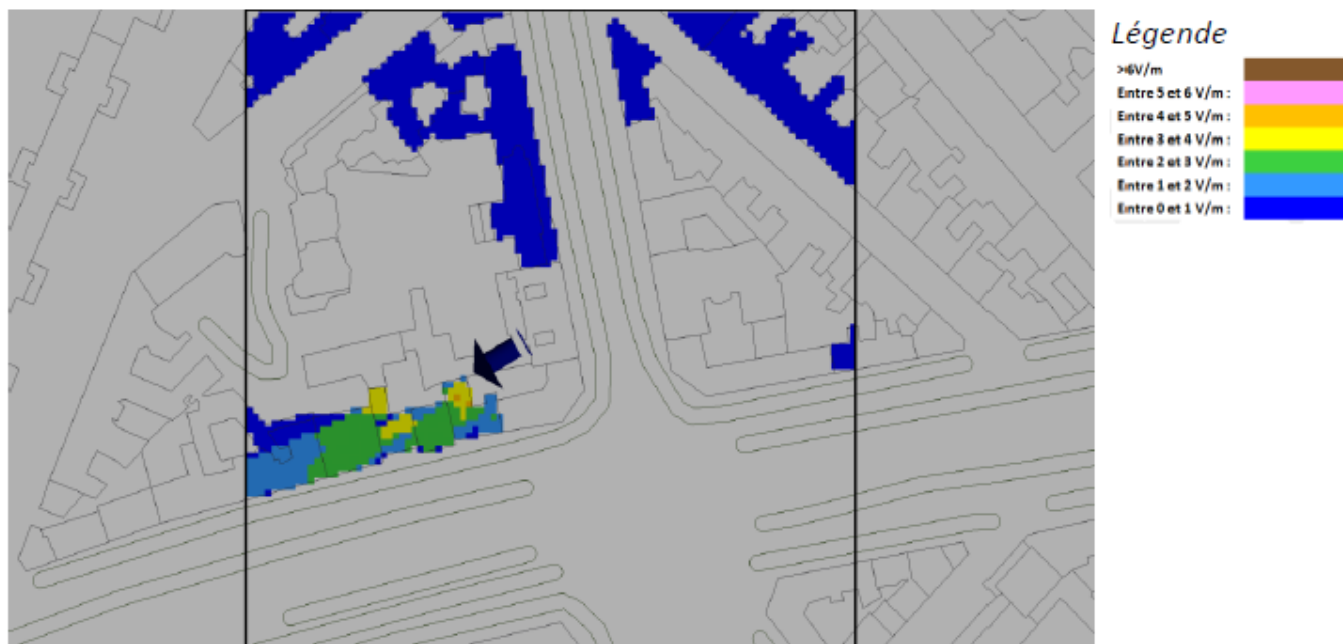 Légende
>6V/m
Entre 5 et 6 V/m :
Entre 4 et 5 V/m :
Entre 3 et 4 V/m :
Entre 2 et 3 V/m :
Entre 1 et 2 V/m :
Entre 0 et 1 V/m :